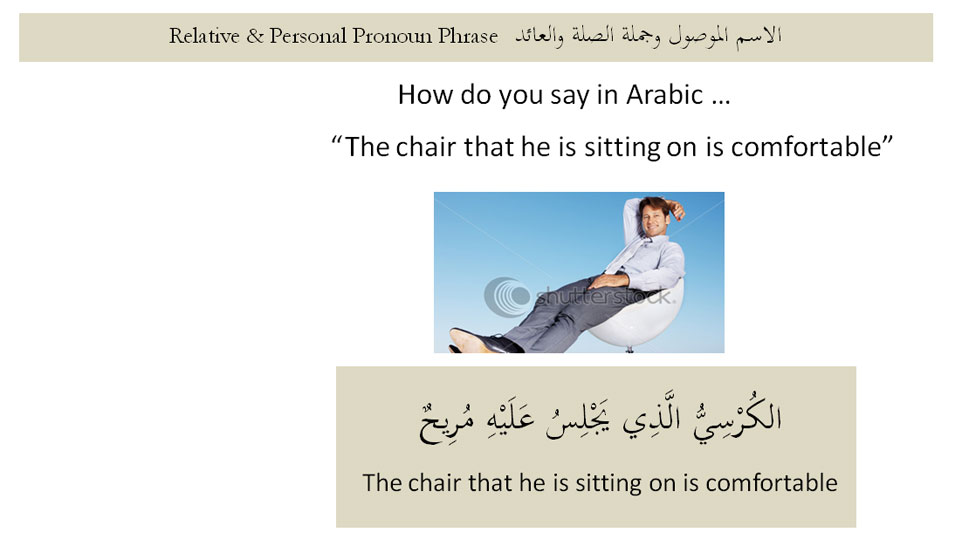 Relative & Personal Pronoun Phrase الاسم الموصول وجملة الصلة والعائد
How do you say in Arabic ...
“The chair that he is sitting on is comfortable”
shutterstock.
الكُرْسِيُّ الَّذِي يَجْلِسُ عَلَيْهِ مُرِيحٌ
The chair that he is sitting on is comfortable